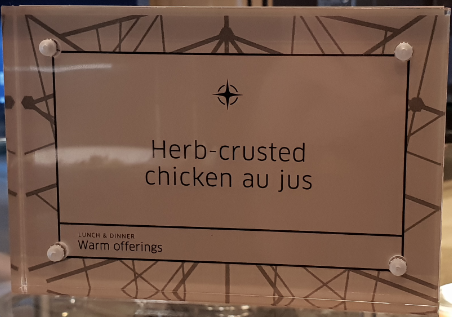 Herb-crusted
chicken au jus
LUNCH & DINNER
Warm offerings